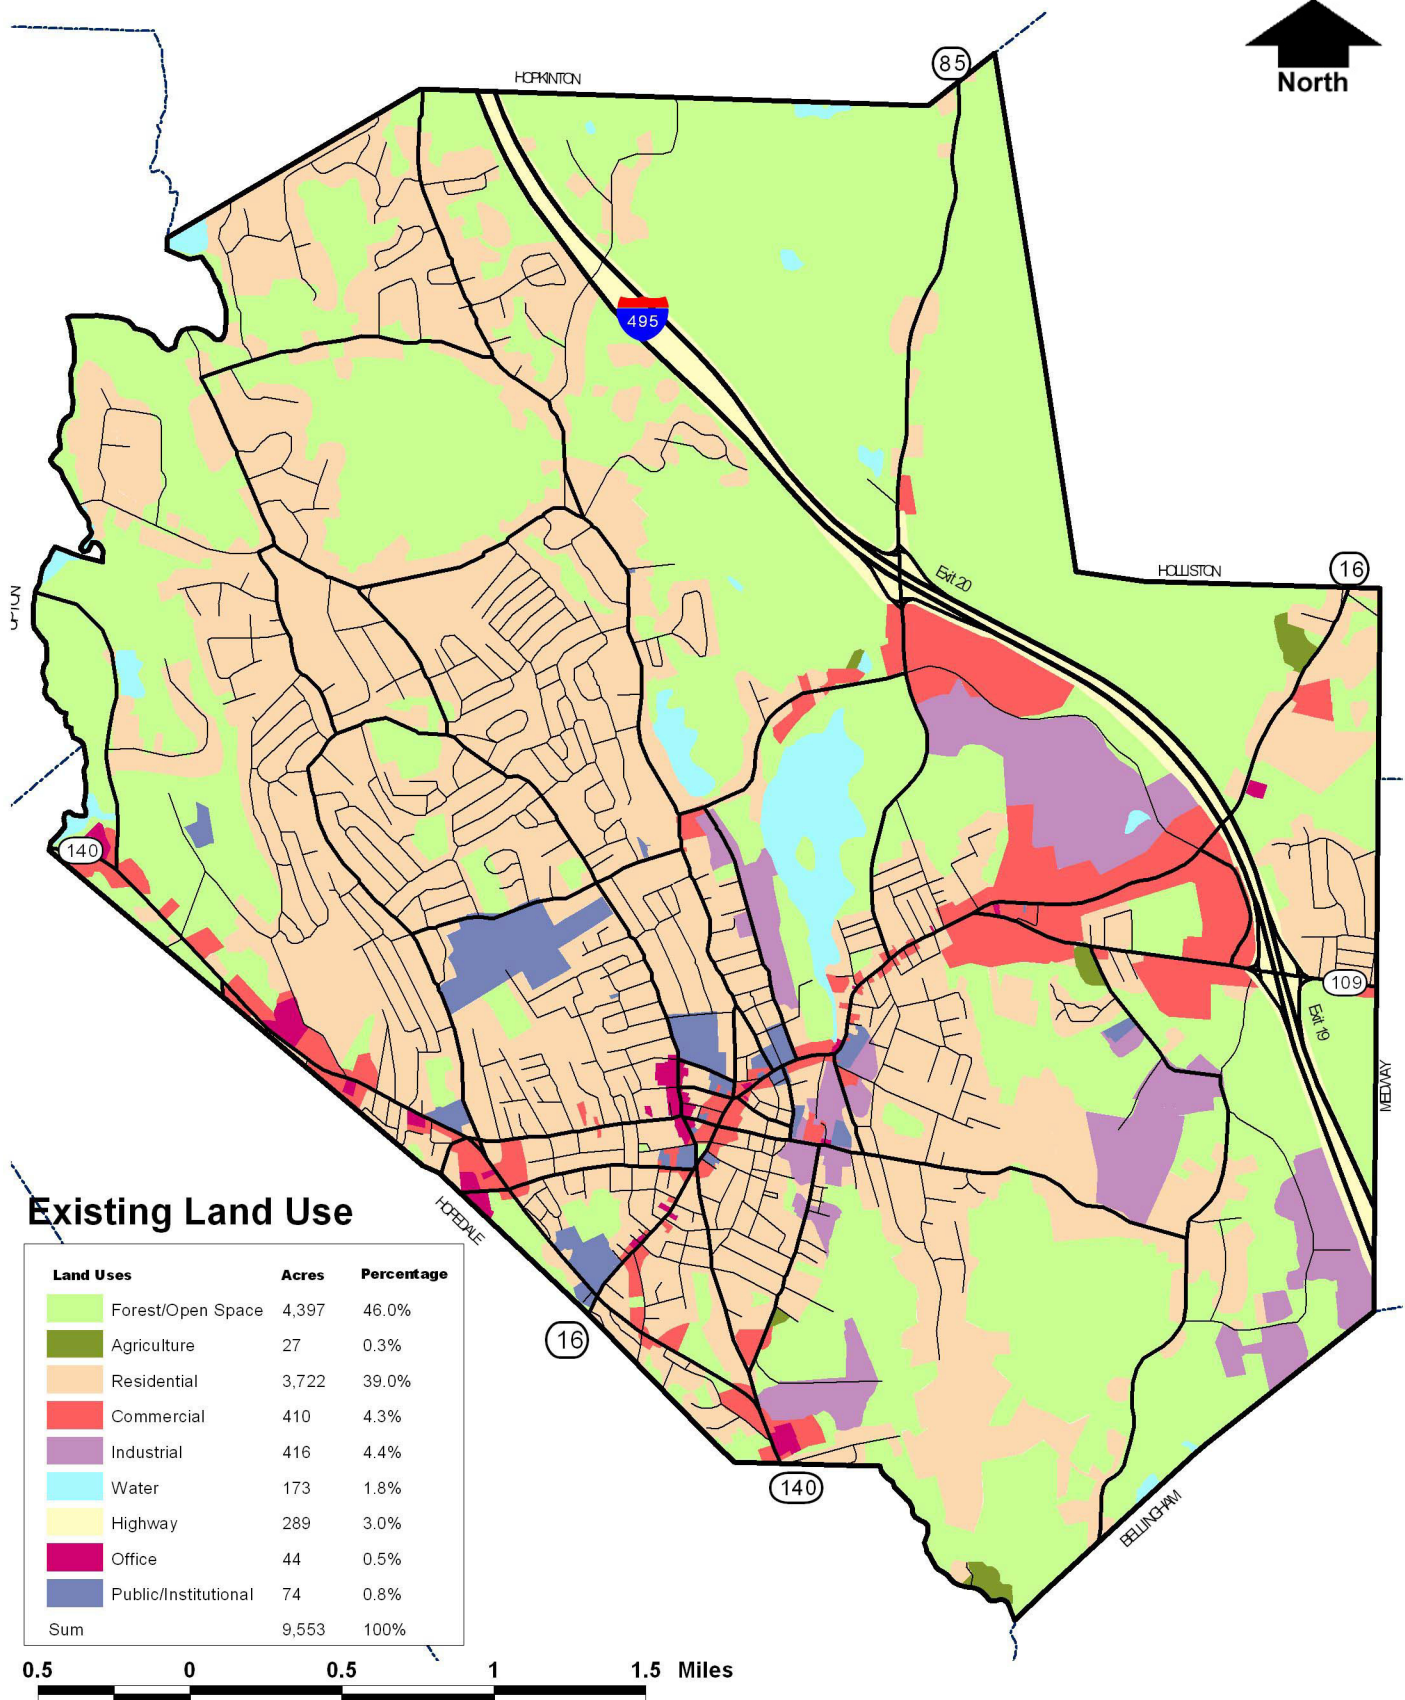 North
85
HOPKINTON
495
Exit 20
HOLLISTON
16
UPTON
140
109
Exit 19
MEDWAY
HOPEDALE
16
140
BELLINGHAM
Existing Land Use
Land Uses Acres Percentage
Forest/Open Space 4,397 46.0%
Agriculture 27 0.3%
Residential 3,722 39.0%
Commercial 410 4.3%
Industrial 416 4.4%
Water 173 1.8%
Highway 289 3.0%
Office 44 0.5%
Public/Institutional 74 0.8%
Sum 9,553 100%
0.5 0 0.5 1 1.5 Miles